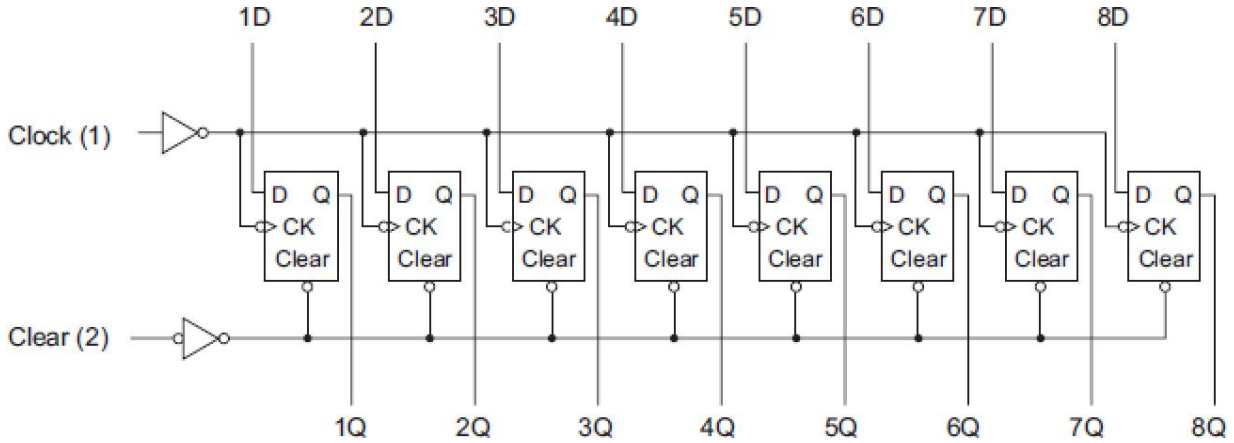 1D 2D 3D 4D 5D 6D 7D 8D
Clock (1)
D Q D Q D Q D Q D Q D Q D Q D Q
CK CK CK CK CK CK CK CK
Clear Clear Clear Clear Clear Clear Clear Clear
Clear (2)
1Q 2Q 3Q 4Q 5Q 6Q 7Q 8Q